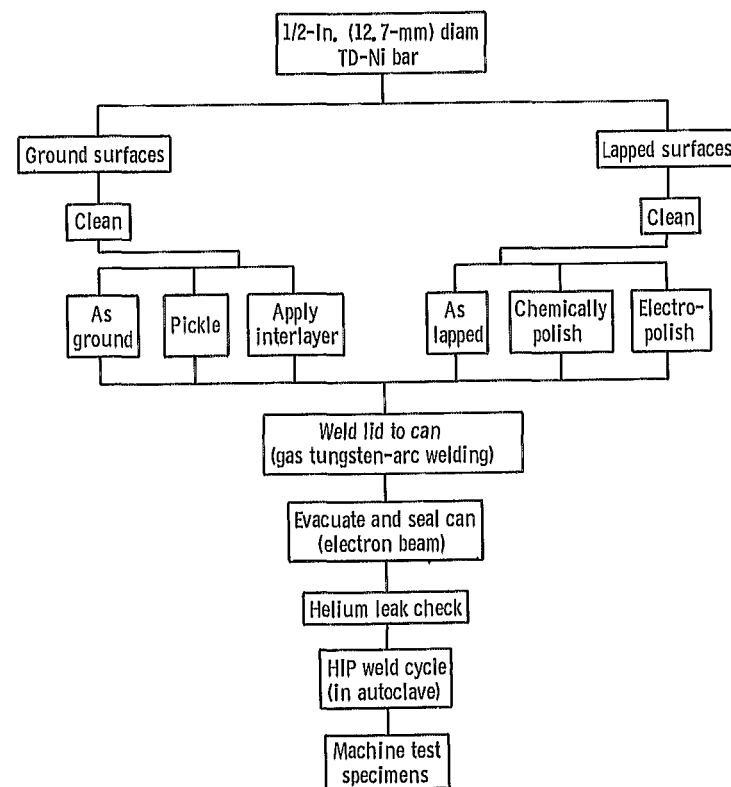 1/2-In. (12.7-mm) diam
TD-Ni bar
Ground surfaces
Lapped surfaces
Clean
Clean
As
ground
Pickle
Apply
interlayer
As
lapped
Chemically
polish
Electro-
polish
Weld lid to can
(gas tungsten-arc welding)
Evacuate and seal can
(electron beam)
Helium leak check
HIP weld cycle
(in autoclave)
Machine test
specimens